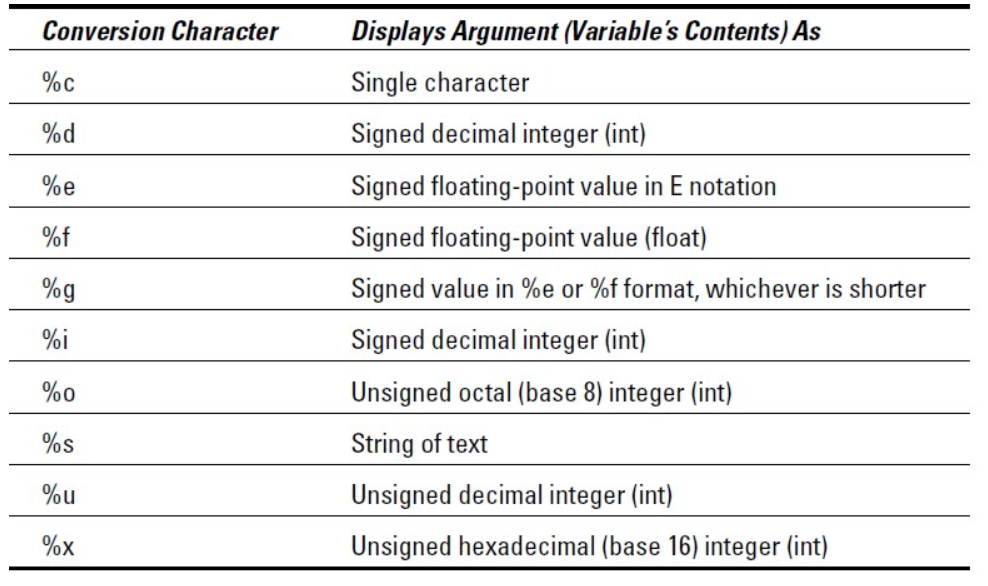 Conversion Character Displays Argument (Variable's Contents) As
%c Single character
%d Signed decimal integer (int)
%e Signed floating-point value in E notation
%f Signed floating-point value (float)
%g Signed value in %e or %f format, whichever is shorter
%i Signed decimal integer (int)
%o Unsigned octal (base 8) integer (int)
%s String of text
%u Unsigned decimal integer (int)
%x Unsigned hexadecimal (base 16) integer (int)